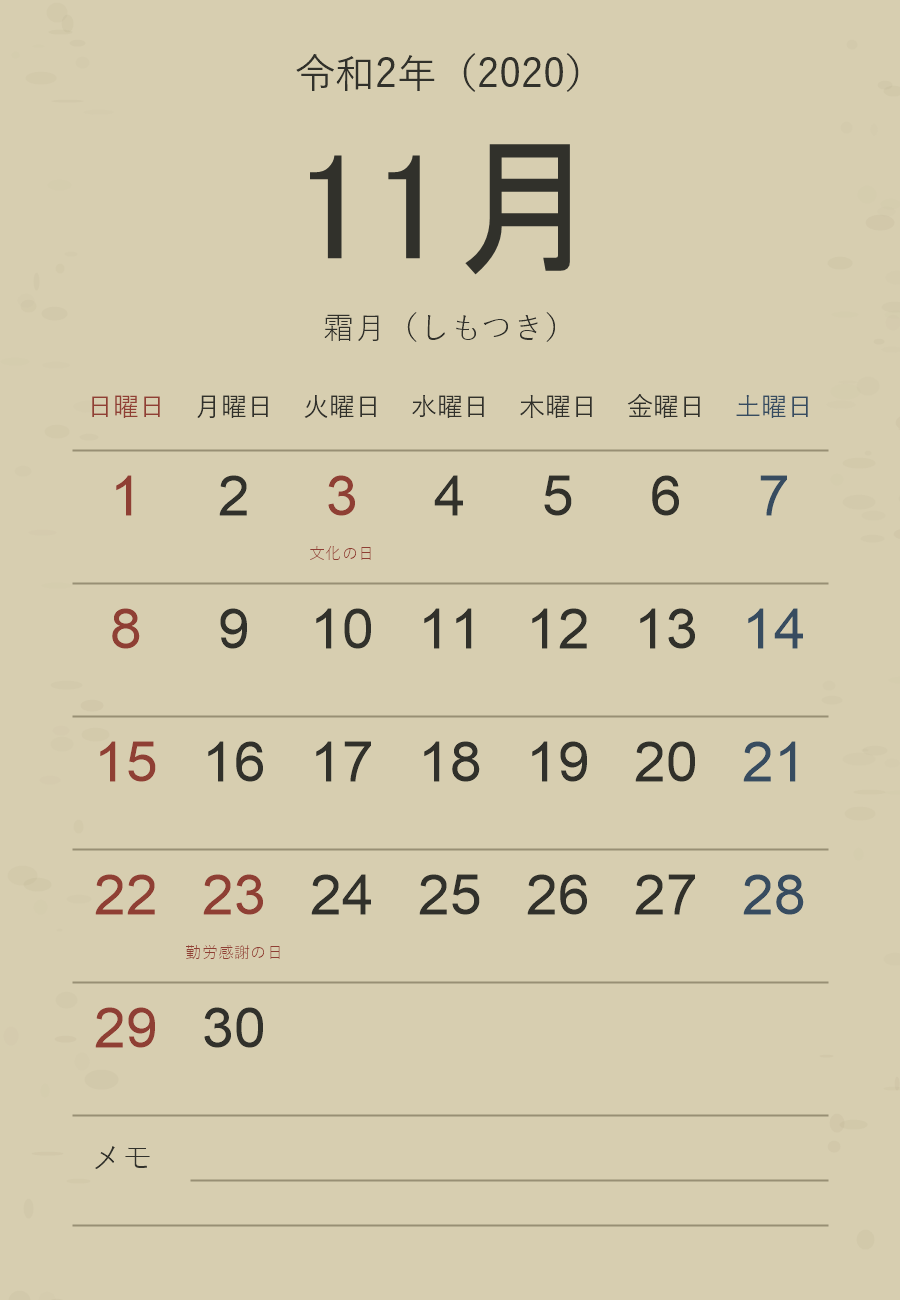 令和2年（2020）
11月
霜月（しもつき）
日曜日 月曜日 火曜日 水曜日 木曜日 金曜日 土曜日
1 2 3 4 5 6 7
文化の日
8 9 10 11 12 13 14
15 16 17 18 19 20 21
22 23 24 25 26 27 28
勤労感謝の日
29 30
メモ